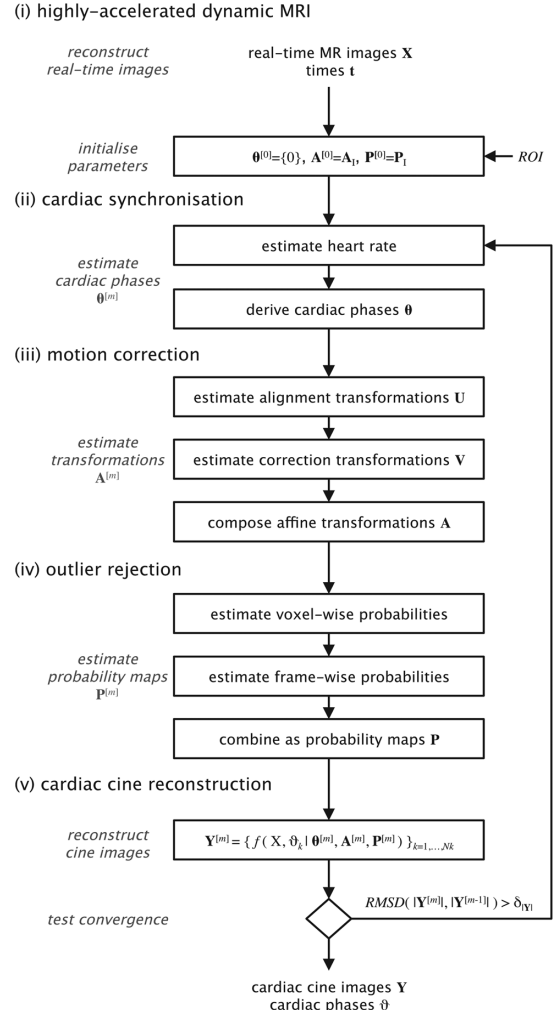 (i) highly-accelerated dynamic MRI
reconstruct
real-time images
real-time MR images X
times t
initialise
parameters
θ^[0]={0}, A^[0]=A_I, P^[0]=P_I
ROI
(ii) cardiac synchronisation
estimate heart rate
estimate
cardiac phases
θ^[m]
derive cardiac phases θ
(iii) motion correction
estimate alignment transformations U
estimate
transformations
A^[m]
estimate correction transformations V
compose affine transformations A
(iv) outlier rejection
estimate voxel-wise probabilities
estimate
probability maps
P^[m]
estimate frame-wise probabilities
combine as probability maps P
(v) cardiac cine reconstruction
reconstruct
cine images
Y^[m] = { f ( X, ϑ_k | θ^[m], A^[m], P^[m] ) }_k=1,…,Nk
test convergence
RMSD( |Y^[m]|, |Y^[m-1]| ) > δ_|Y|
cardiac cine images Y
cardiac phases ϑ